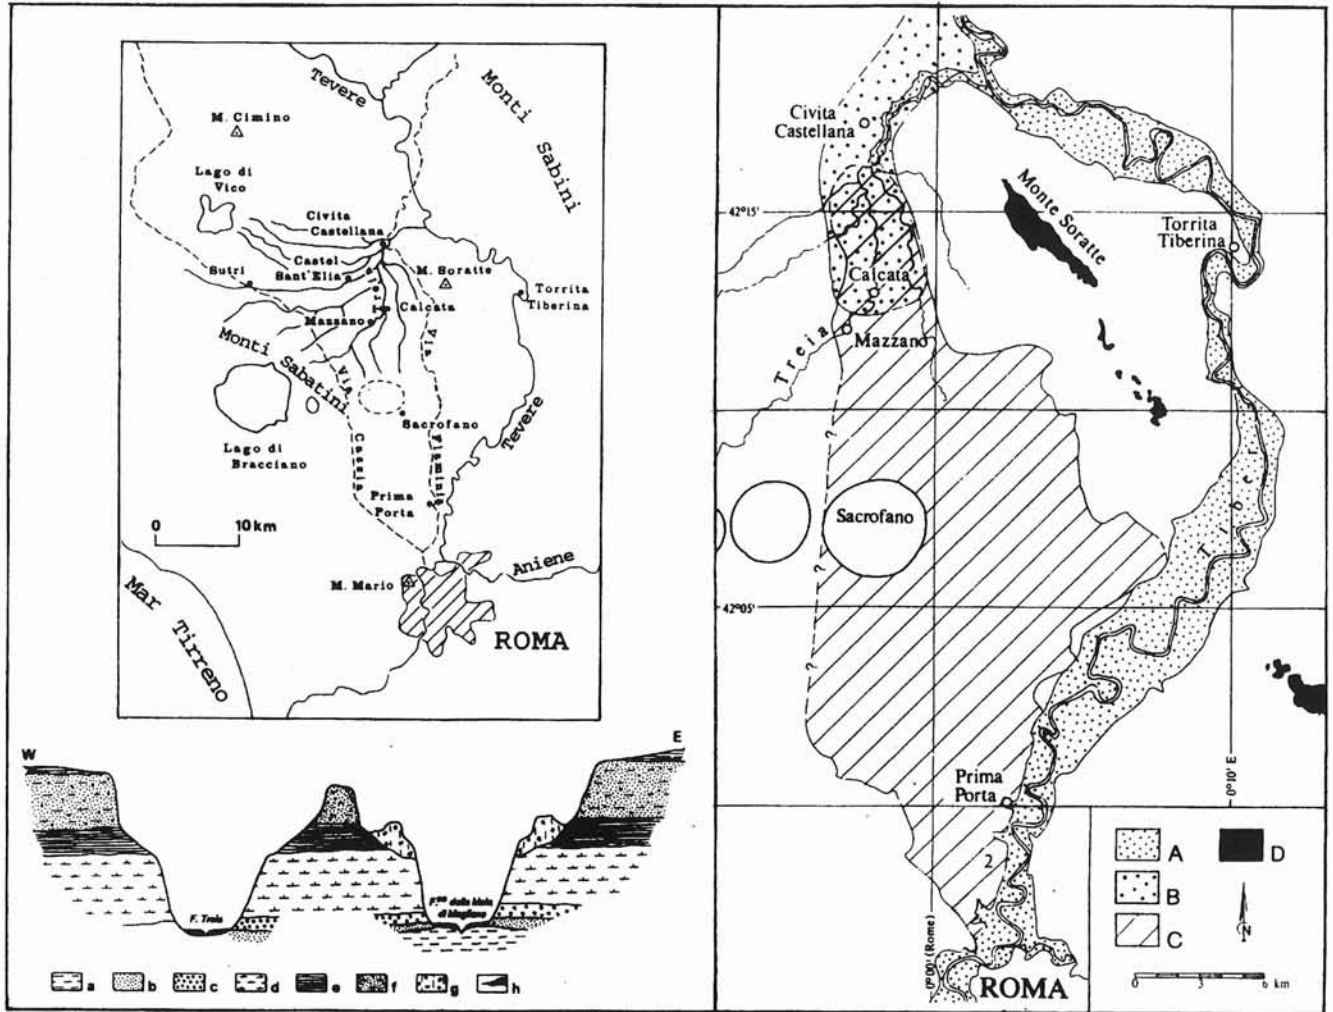 Tevere
Monti Sabini
M. Cimino
Lago di
Vico
Civita
Castellana
Castel
Sant'Elia
Sutri
M. Soratte
Torrita
Tiberina
Calcata
Mazzano
Monti Sabatini
Via
Cassia
Via
Flaminia
Sacrofano
Tevere
Lago di
Bracciano
Prima
Porta
0 10 km
M. Mario
Aniene
Mar Tirreno
ROMA
W
E
F. Treia
a
b
c
d
e
f
g
h
Civita
Castellana
42°15'
Monte Soratte
Torrita
Tiberina
Calcata
Treia
Mazzano
?
Sacrofano
Tiber
?
42°05'
?
Prima
Porta
0°10' E
2
0°00' (Rome)
ROMA
A
D
B
C
N
0 3 6 km